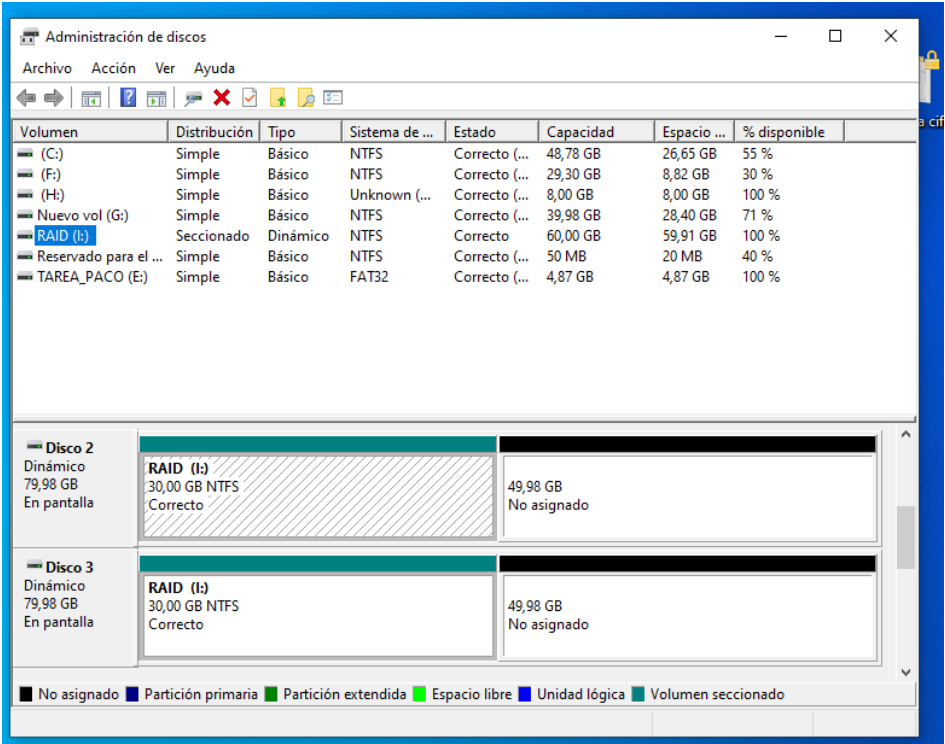 Administración de discos
Archivo Acción Ver Ayuda
Volumen Distribución Tipo Sistema de ... Estado Capacidad Espacio ... % disponible
(C:) Simple Básico NTFS Correcto (... 48,78 GB 26,65 GB 55 %
(F:) Simple Básico NTFS Correcto (... 29,30 GB 8,82 GB 30 %
(H:) Simple Básico Unknown (... Correcto (... 8,00 GB 8,00 GB 100 %
Nuevo vol (G:) Simple Básico NTFS Correcto (... 39,98 GB 28,40 GB 71 %
RAID (I:) Seccionado Dinámico NTFS Correcto 60,00 GB 59,91 GB 100 %
Reservado para el ... Simple Básico NTFS Correcto (... 50 MB 20 MB 40 %
TAREA_PACO (E:) Simple Básico FAT32 Correcto (... 4,87 GB 4,87 GB 100 %
a cif
Disco 2
Dinámico
79,98 GB
En pantalla
RAID (I:)
30,00 GB NTFS
Correcto
49,98 GB
No asignado
Disco 3
Dinámico
79,98 GB
En pantalla
RAID (I:)
30,00 GB NTFS
Correcto
49,98 GB
No asignado
No asignado Partición primaria Partición extendida Espacio libre Unidad lógica Volumen seccionado